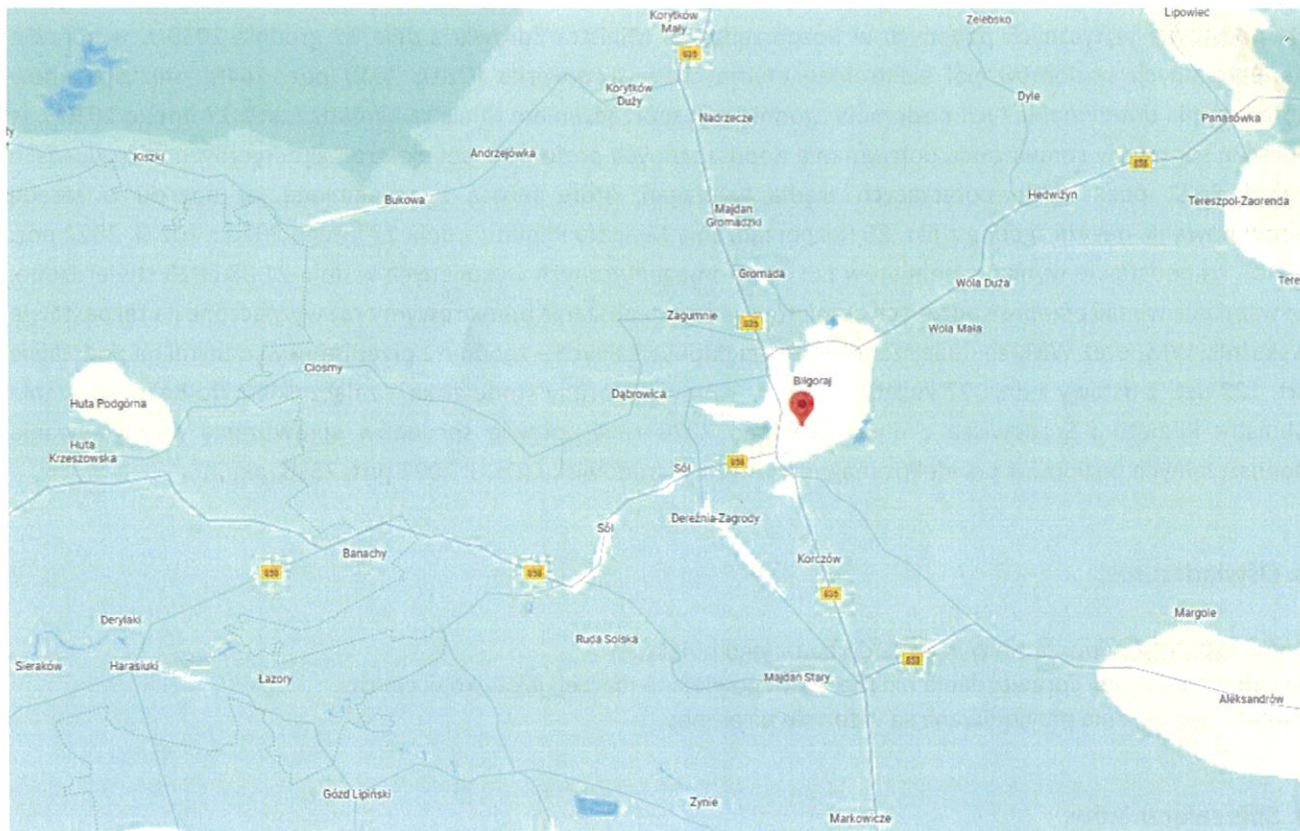 Korytków
Mały
Zelebsko
Lipowiec
835
Korytków
Duży
Dyle
Nadrzecze
Panasówka
Kiszki
Andrzejówka
858
Bukowa
Hedwiżyn
Tereszpol-Zaorenda
Majdan
Gromadzki
Gromada
Wola Duża
Tere
Zagumnie
835
Wola Mała
Ciosmy
Biłgoraj
Dąbrowica
Huta Podgórna
Huta
Krzeszowska
Sól
858
Dereźnia-Zagrody
Sól
Banachy
Korczów
858
858
835
Derylaki
Margole
Ruda Solska
Sieraków
Harasiuki
Łazory
853
Majdan Stary
Aleksandrów
Gózd Lipiński
Zynie
Markowicze